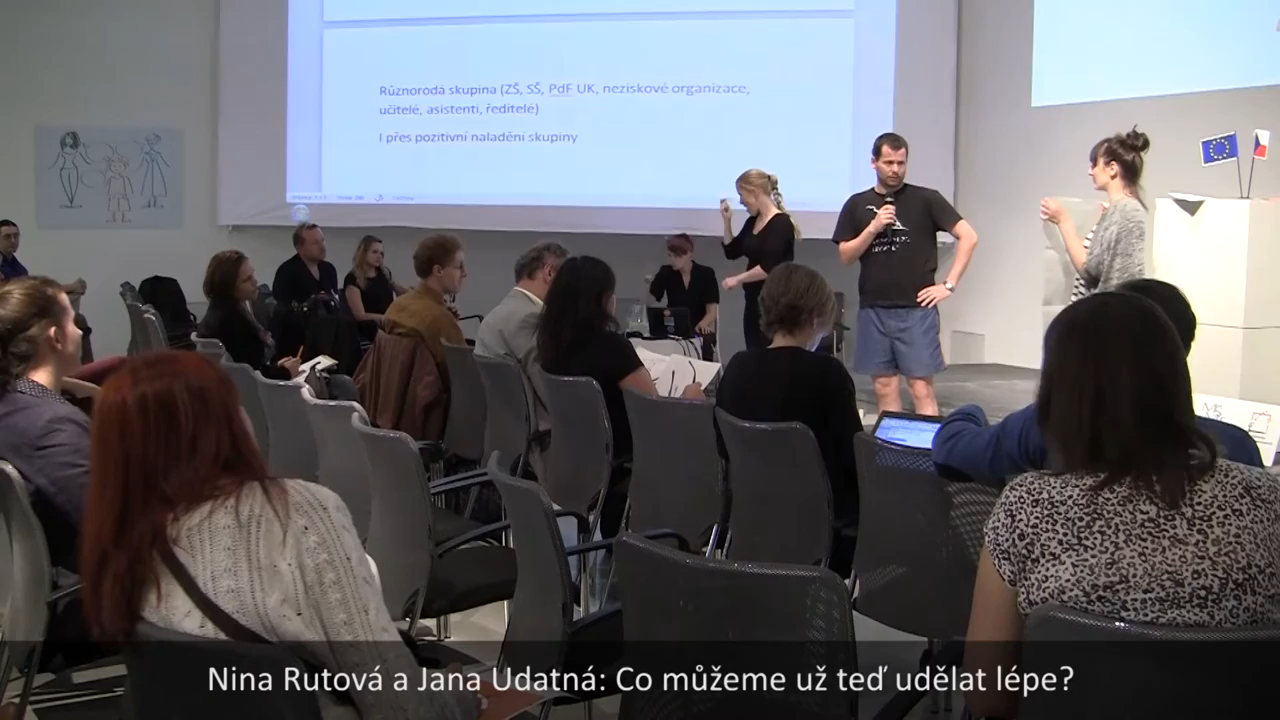 Různorodá skupina (ZŠ, SŠ, PdF UK, neziskové organizace,
učitelé, asistenti, ředitelé)
I přes pozitivní naladění skupiny
Nina Rutová a Jana Udatná: Co můžeme už teď udělat lépe?